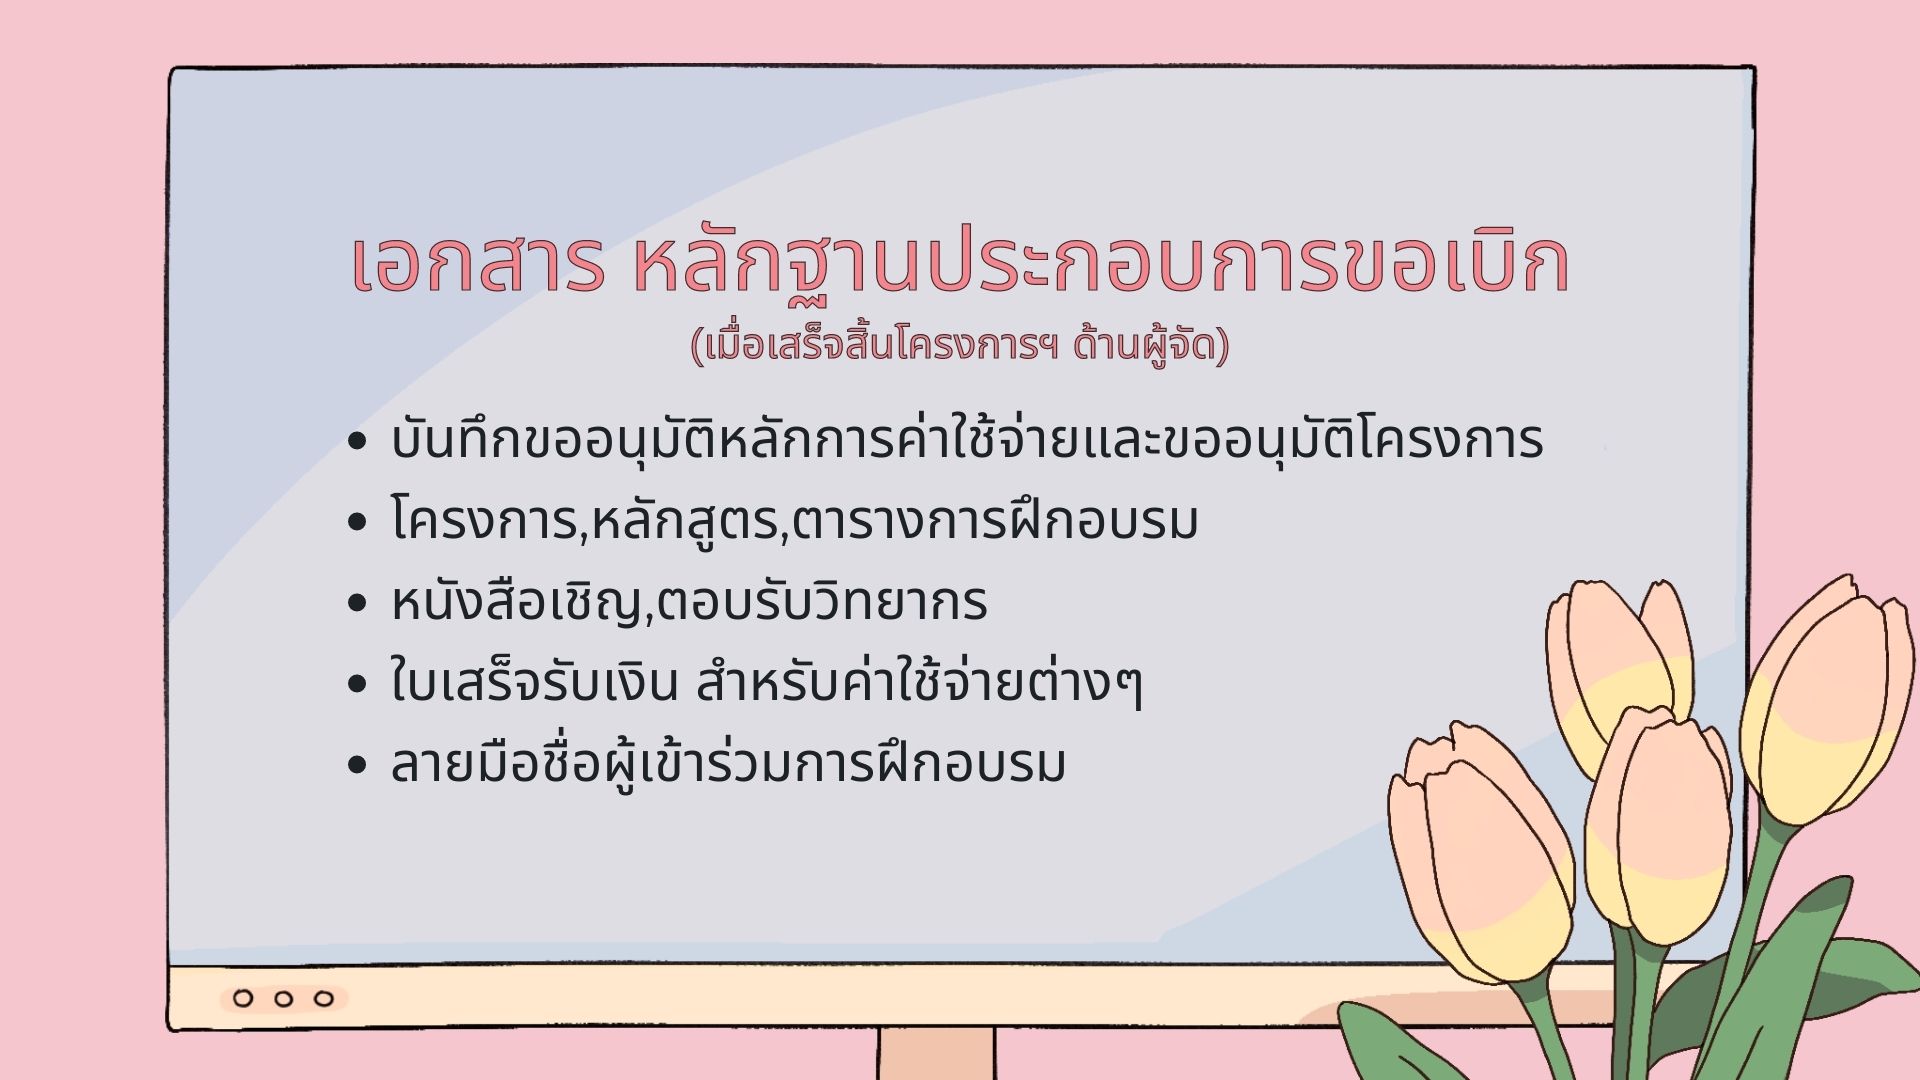 เอกสาร หลักฐานประกอบการขอเบิก
(เมื่อเสร็จสิ้นโครงการฯ ด้านผู้จัด)
• บันทึกขออนุมัติหลักการค่าใช้จ่ายและขออนุมัติโครงการ
• โครงการ,หลักสูตร,ตารางการฝึกอบรม
• หนังสือเชิญ,ตอบรับวิทยากร
• ใบเสร็จรับเงิน สำหรับค่าใช้จ่ายต่างๆ
• ลายมือชื่อผู้เข้าร่วมการฝึกอบรม